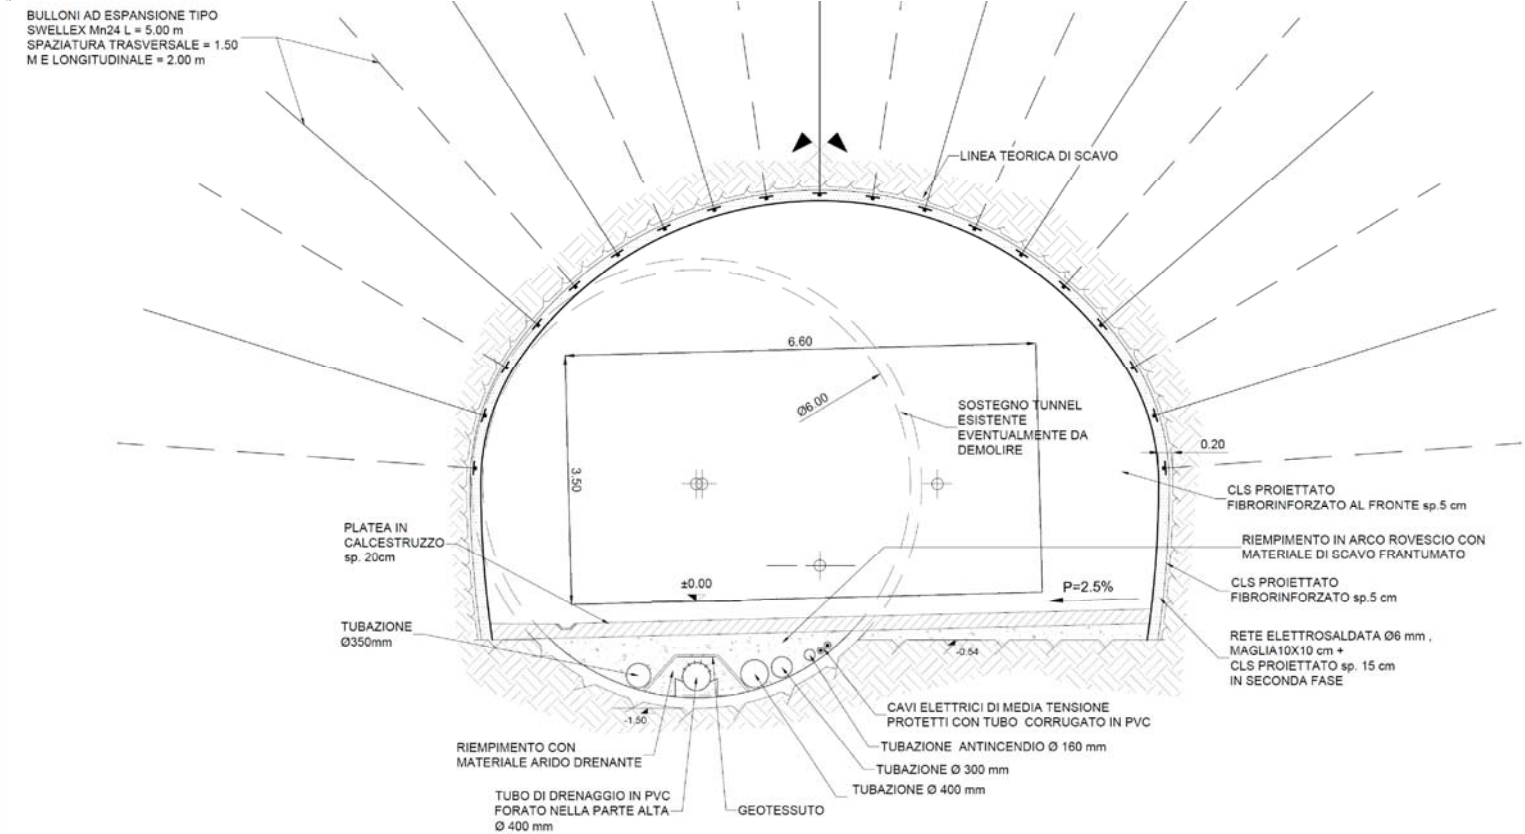 BULLONI AD ESPANSIONE TIPO
SWELLEX Mn24 L = 5.00 m
SPAZIATURA TRASVERSALE = 1.50
M E LONGITUDINALE = 2.00 m
LINEA TEORICA DI SCAVO
6.60
Ø6.00
3.50
SOSTEGNO TUNNEL
ESISTENTE
EVENTUALMENTE DA
DEMOLIRE
0.20
CLS PROIETTATO
FIBRORINFORZATO AL FRONTE sp.5 cm
PLATEA IN
CALCESTRUZZO
sp. 20cm
RIEMPIMENTO IN ARCO ROVESCIO CON
MATERIALE DI SCAVO FRANTUMATO
±0.00
P=2.5%
CLS PROIETTATO
FIBRORINFORZATO sp.5 cm
TUBAZIONE
Ø350mm
-0.54
RETE ELETTROSALDATA Ø6 mm ,
MAGLIA10X10 cm +
CLS PROIETTATO sp. 15 cm
IN SECONDA FASE
-1.50
CAVI ELETTRICI DI MEDIA TENSIONE
PROTETTI CON TUBO CORRUGATO IN PVC
RIEMPIMENTO CON
MATERIALE ARIDO DRENANTE
TUBAZIONE ANTINCENDIO Ø 160 mm
TUBAZIONE Ø 300 mm
TUBAZIONE Ø 400 mm
TUBO DI DRENAGGIO IN PVC
FORATO NELLA PARTE ALTA
Ø 400 mm
GEOTESSUTO